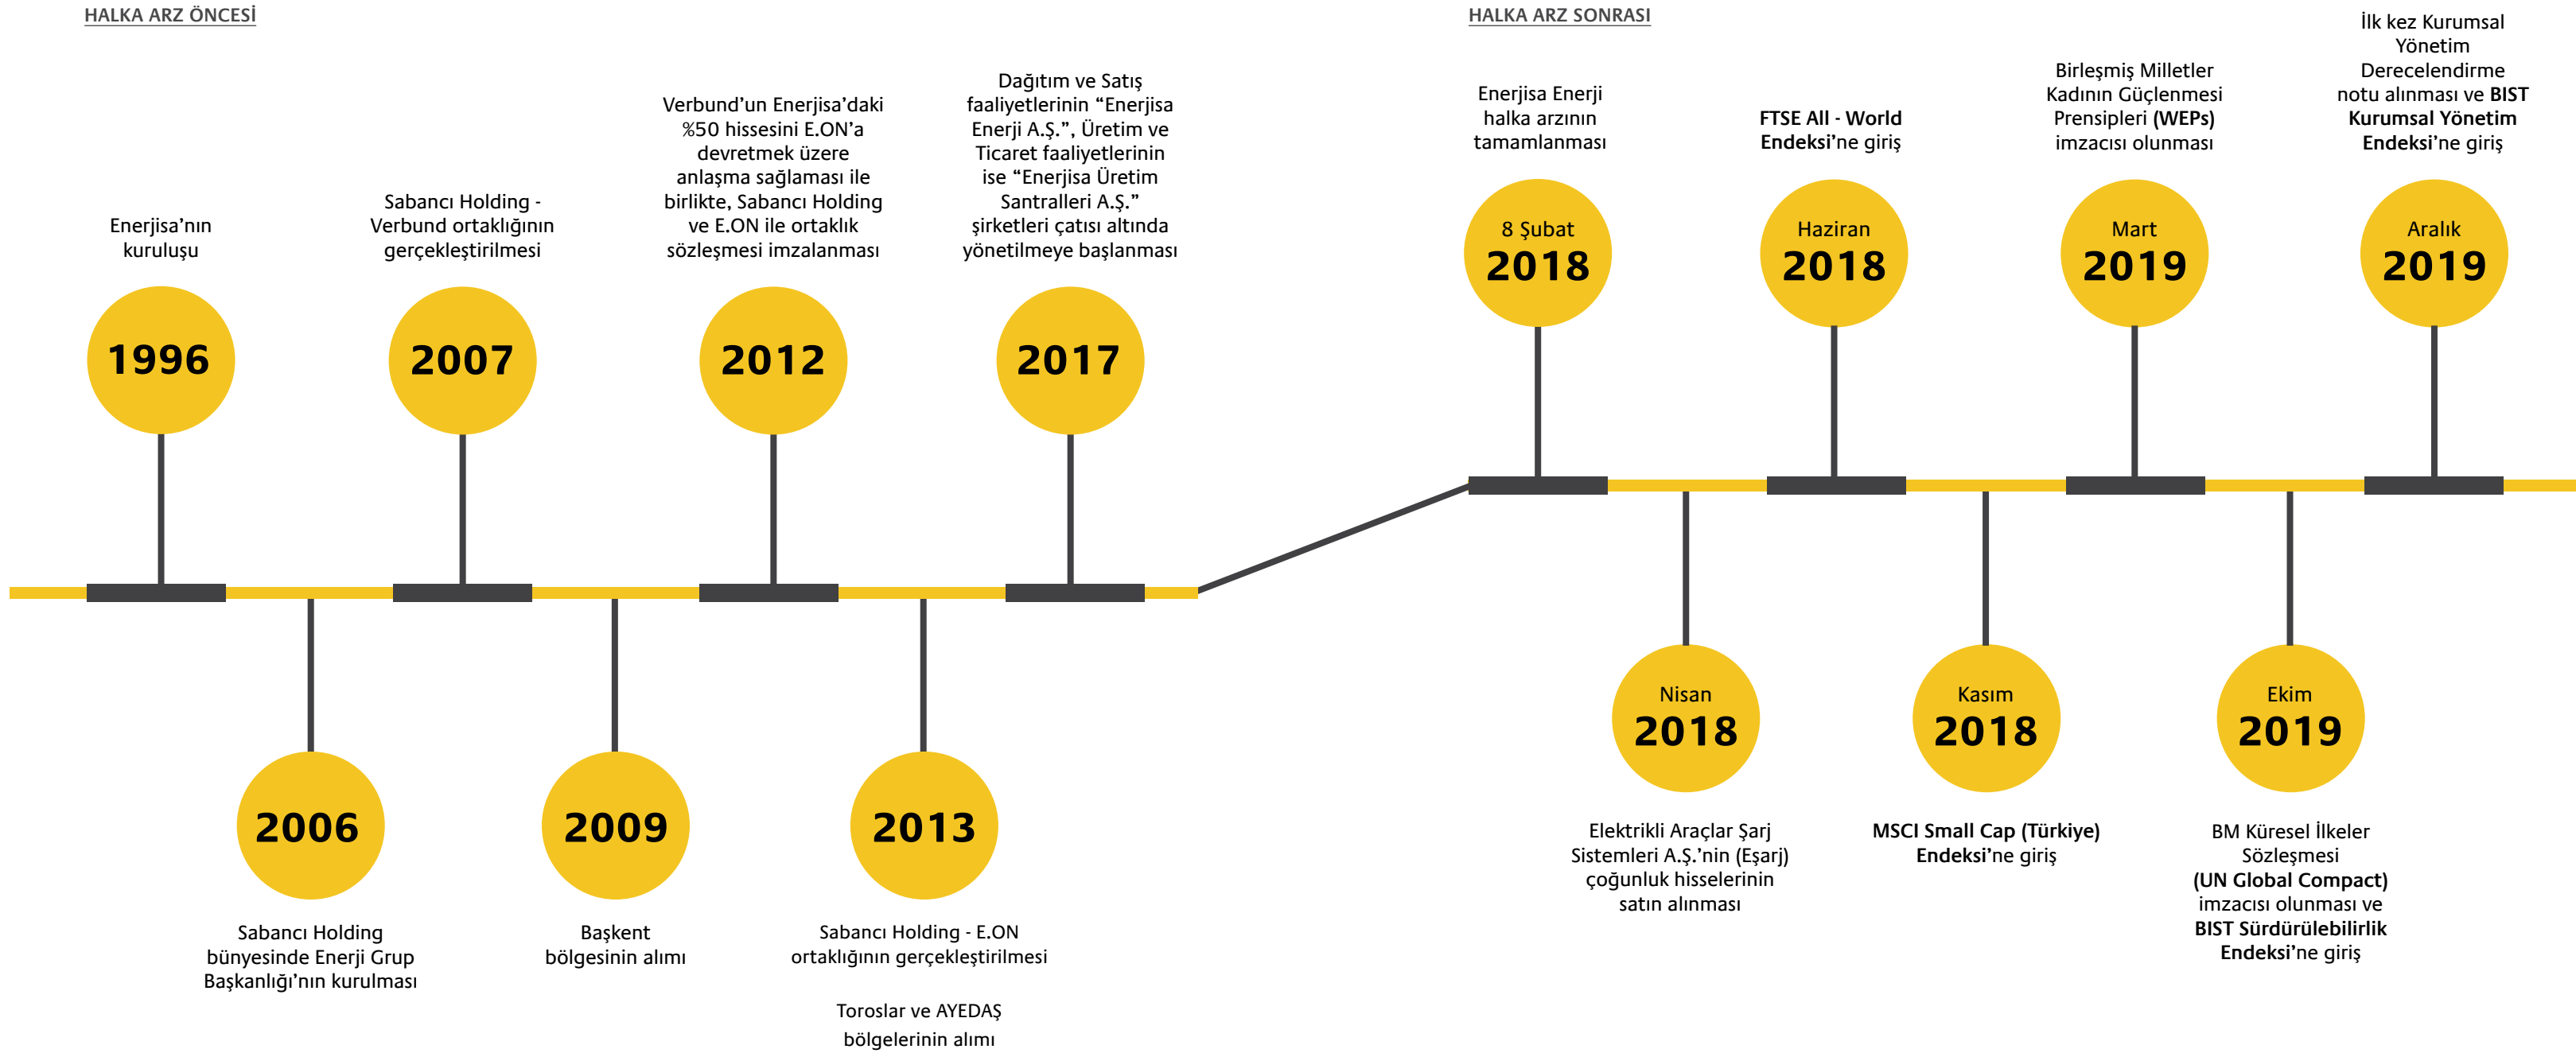 HALKA ARZ ÖNCESİ
Enerjisa’nın
kuruluşu
1996
2006
Sabancı Holding
bünyesinde Enerji Grup
Başkanlığı’nın kurulması
Sabancı Holding -
Verbund ortaklığının
gerçekleştirilmesi
2007
2009
Başkent
bölgesinin alımı
Verbund’un Enerjisa’daki
%50 hissesini E.ON’a
devretmek üzere
anlaşma sağlaması ile
birlikte, Sabancı Holding
ve E.ON ile ortaklık
sözleşmesi imzalanması
2012
2013
Sabancı Holding - E.ON
ortaklığının gerçekleştirilmesi
Toroslar ve AYEDAŞ
bölgelerinin alımı
Dağıtım ve Satış
faaliyetlerinin “Enerjisa
Enerji A.Ş.”, Üretim ve
Ticaret faaliyetlerinin
ise “Enerjisa Üretim
Santralleri A.Ş.”
şirketleri çatısı altında
yönetilmeye başlanması
2017
HALKA ARZ SONRASI
Enerjisa Enerji
halka arzının
tamamlanması
8 Şubat
2018
Nisan
2018
Elektrikli Araçlar Şarj
Sistemleri A.Ş.’nin (Eşarj)
çoğunluk hisselerinin
satın alınması
FTSE All - World
Endeksi’ne giriş
Haziran
2018
Kasım
2018
MSCI Small Cap (Türkiye)
Endeksi’ne giriş
Birleşmiş Milletler
Kadının Güçlenmesi
Prensipleri (WEPs)
imzacısı olunması
Mart
2019
Ekim
2019
BM Küresel İlkeler
Sözleşmesi
(UN Global Compact)
imzacısı olunması ve
BIST Sürdürülebilirlik
Endeksi’ne giriş
İlk kez Kurumsal
Yönetim
Derecelendirme
notu alınması ve BIST
Kurumsal Yönetim
Endeksi’ne giriş
Aralık
2019